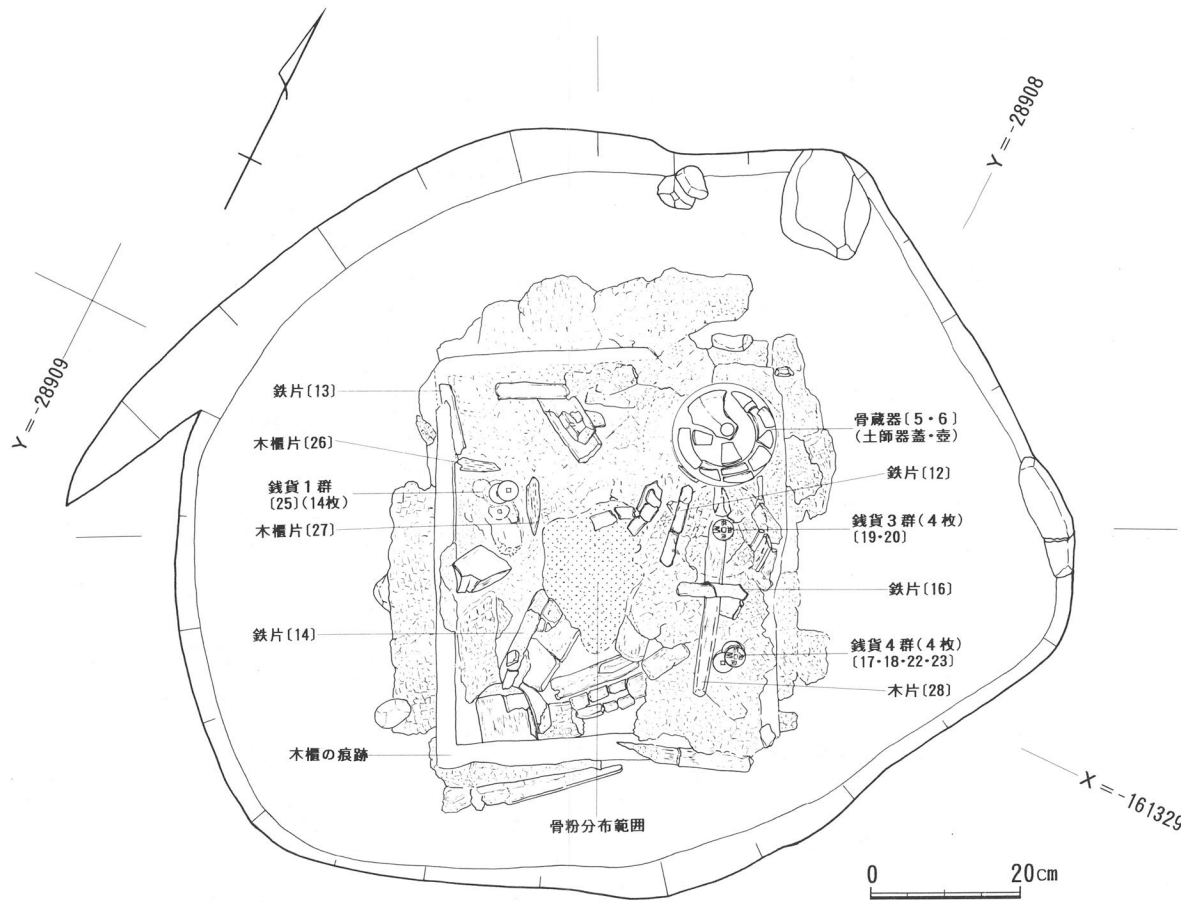 Y=-28908
Y=-28909
鉄片〔13〕
木櫃片〔26〕
銭貨1群
〔25〕(14枚)
木櫃片〔27〕
鉄片〔14〕
木櫃の痕跡
骨蔵器〔5・6〕
(土師器蓋・壺)
鉄片〔12〕
銭貨3群(4枚)
〔19・20〕
鉄片〔16〕
銭貨4群(4枚)
〔17・18・22・23〕
木片〔28〕
X=-161329
骨粉分布範囲
0 20cm